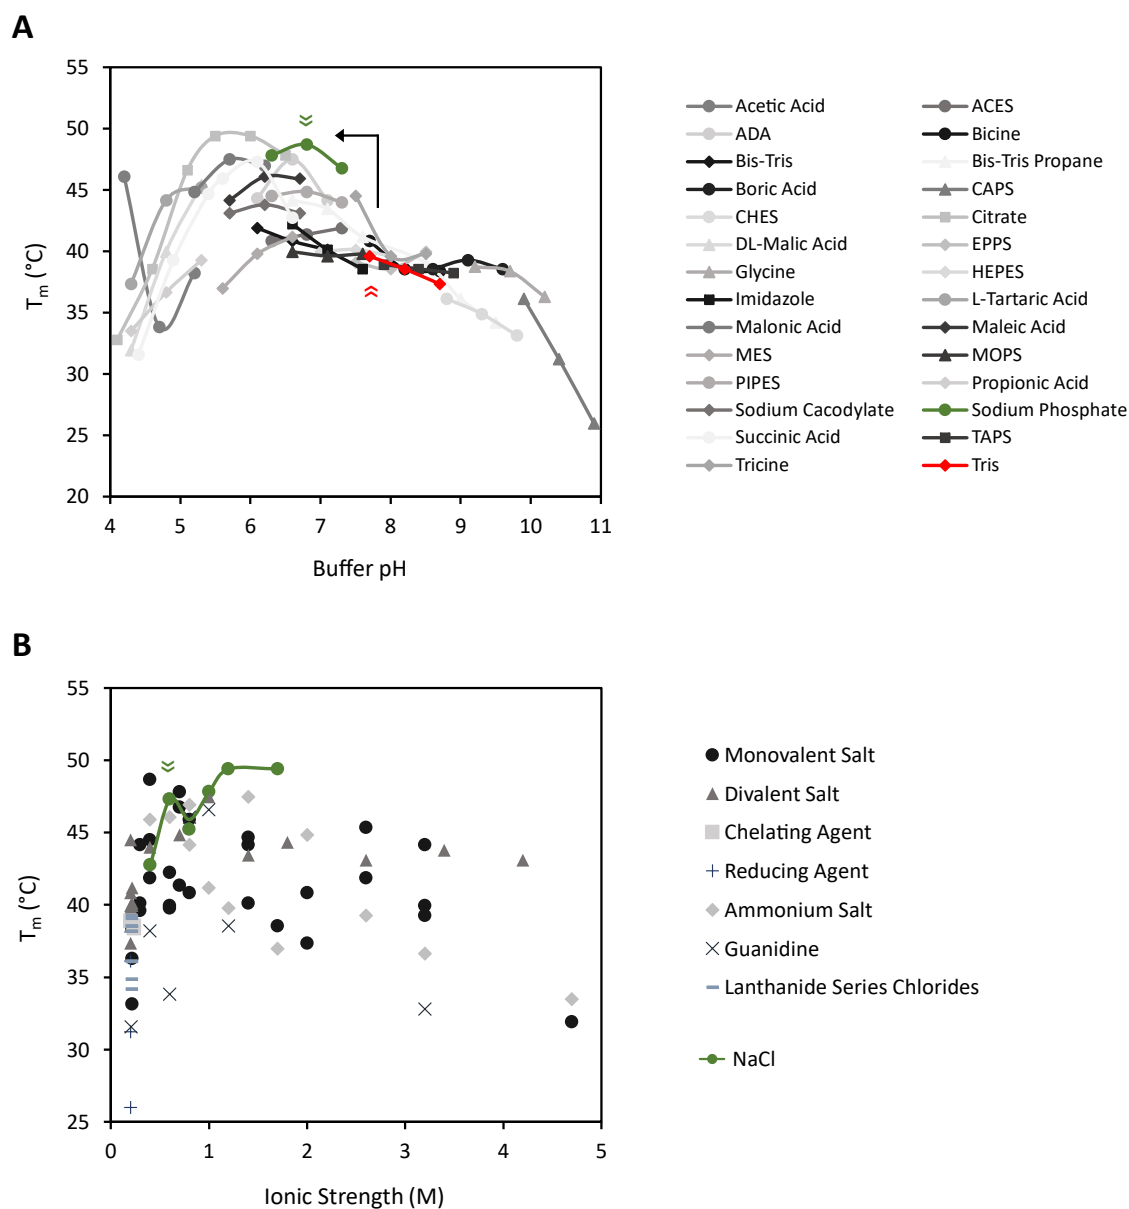 A
55
50
45
40
35
30
25
20
Tm (°C)
4 5 6 7 8 9 10 11
Buffer pH
Acetic Acid ACES
ADA Bicine
Bis-Tris Bis-Tris Propane
Boric Acid CAPS
CHES Citrate
DL-Malic Acid EPPS
Glycine HEPES
Imidazole L-Tartaric Acid
Malonic Acid Maleic Acid
MES MOPS
PIPES Propionic Acid
Sodium Cacodylate Sodium Phosphate
Succinic Acid TAPS
Tricine Tris
B
55
50
45
40
35
30
25
Tm (°C)
0 1 2 3 4 5
Ionic Strength (M)
Monovalent Salt
Divalent Salt
Chelating Agent
Reducing Agent
Ammonium Salt
Guanidine
Lanthanide Series Chlorides
NaCl